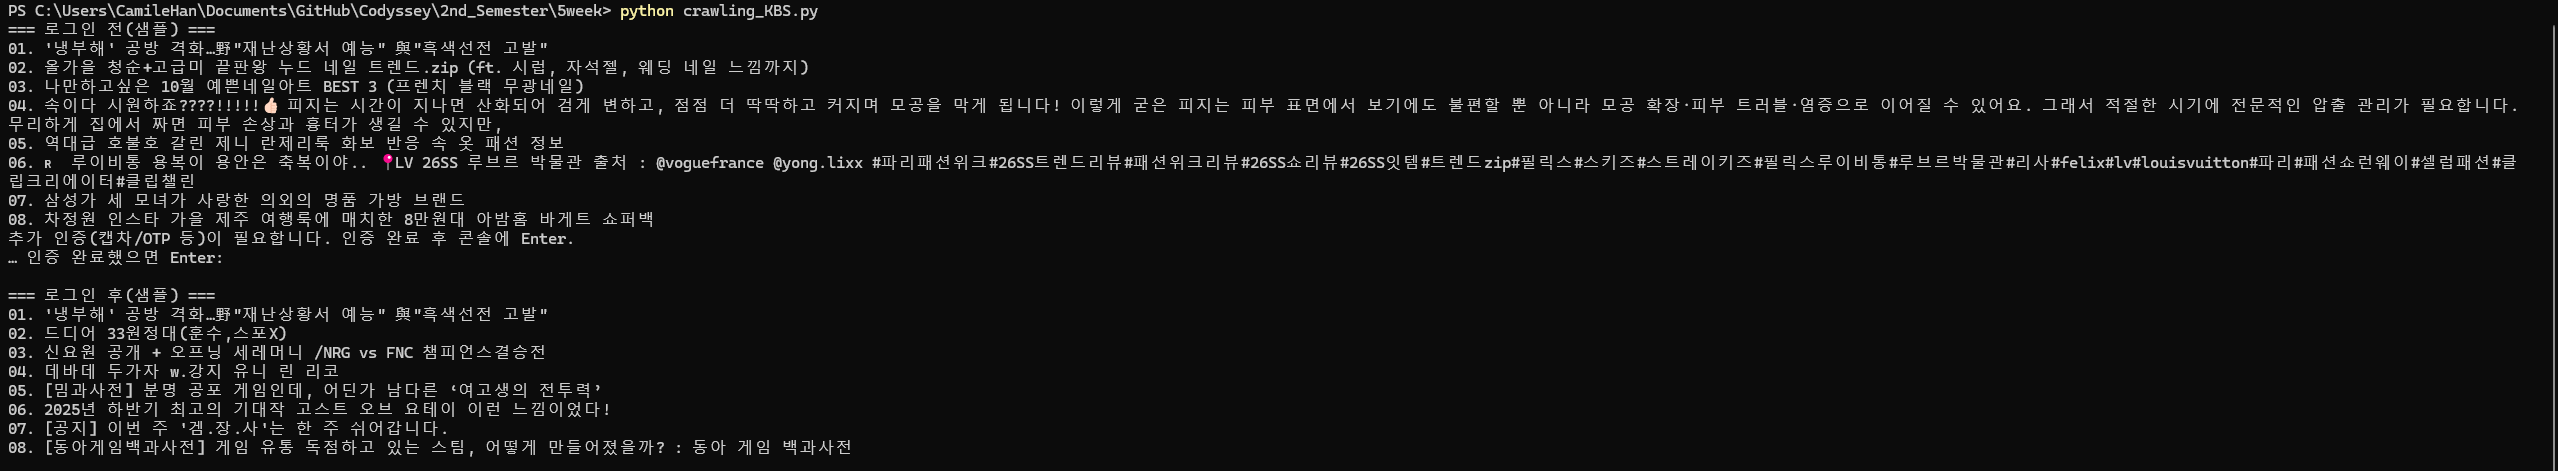 PS C:\Users\CamileHan\Documents\GitHub\Codyssey\2nd_Semester\5week> python crawling_KBS.py
=== 로그인 전(샘플) ===
01. '냉부해' 공방 격화…野"재난상황서 예능" 與"흑색선전 고발"
02. 올가을 청순+고급미 끝판왕 누드 네일 트렌드.zip (ft. 시럽, 자석젤, 웨딩 네일 느낌까지)
03. 나만하고싶은 10월 예쁜네일아트 BEST 3 (프렌치 블랙 무광네일)
04. 속이다 시원하죠????!!!!!👍🏻 피지는 시간이 지나면 산화되어 검게 변하고, 점점 더 딱딱하고 커지며 모공을 막게 됩니다! 이렇게 굳은 피지는 피부 표면에서 보기에도 불편할 뿐 아니라 모공 확장·피부 트러블·염증으로 이어질 수 있어요. 그래서 적절한 시기에 전문적인 압출 관리가 필요합니다.
무리하게 집에서 짜면 피부 손상과 흉터가 생길 수 있지만,
05. 역대급 호불호 갈린 제니 란제리룩 화보 반응 속 옷 패션 정보
06. ʀ 루이비통 용복이 용안은 축복이야.. 📍LV 26SS 루브르 박물관 출처 : @voguefrance @yong.lixx #파리패션위크#26SS트렌드리뷰#패션위크리뷰#26SS쇼리뷰#26SS잇템#트렌드zip#필릭스#스키즈#스트레이키즈#필릭스루이비통#루브르박물관#리사#felix#lv#louisvuitton#파리#패션쇼런웨이#셀럽패션#클
립크리에이터#클립챌린
07. 삼성가 세 모녀가 사랑한 의외의 명품 가방 브랜드
08. 차정원 인스타 가을 제주 여행룩에 매치한 8만원대 아밤홈 바게트 쇼퍼백
추가 인증(캡차/OTP 등)이 필요합니다. 인증 완료 후 콘솔에 Enter.
… 인증 완료했으면 Enter:
=== 로그인 후(샘플) ===
01. '냉부해' 공방 격화…野"재난상황서 예능" 與"흑색선전 고발"
02. 드디어 33원정대(훈수,스포X)
03. 신요원 공개 + 오프닝 세레머니 /NRG vs FNC 챔피언스결승전
04. 데바데 두가자 w.강지 유니 린 리코
05. [밈과사전] 분명 공포 게임인데, 어딘가 남다른 ‘여고생의 전투력’
06. 2025년 하반기 최고의 기대작 고스트 오브 요테이 이런 느낌이었다!
07. [공지] 이번 주 '겜.장.사'는 한 주 쉬어갑니다.
08. [동아게임백과사전] 게임 유통 독점하고 있는 스팀, 어떻게 만들어졌을까? : 동아 게임 백과사전